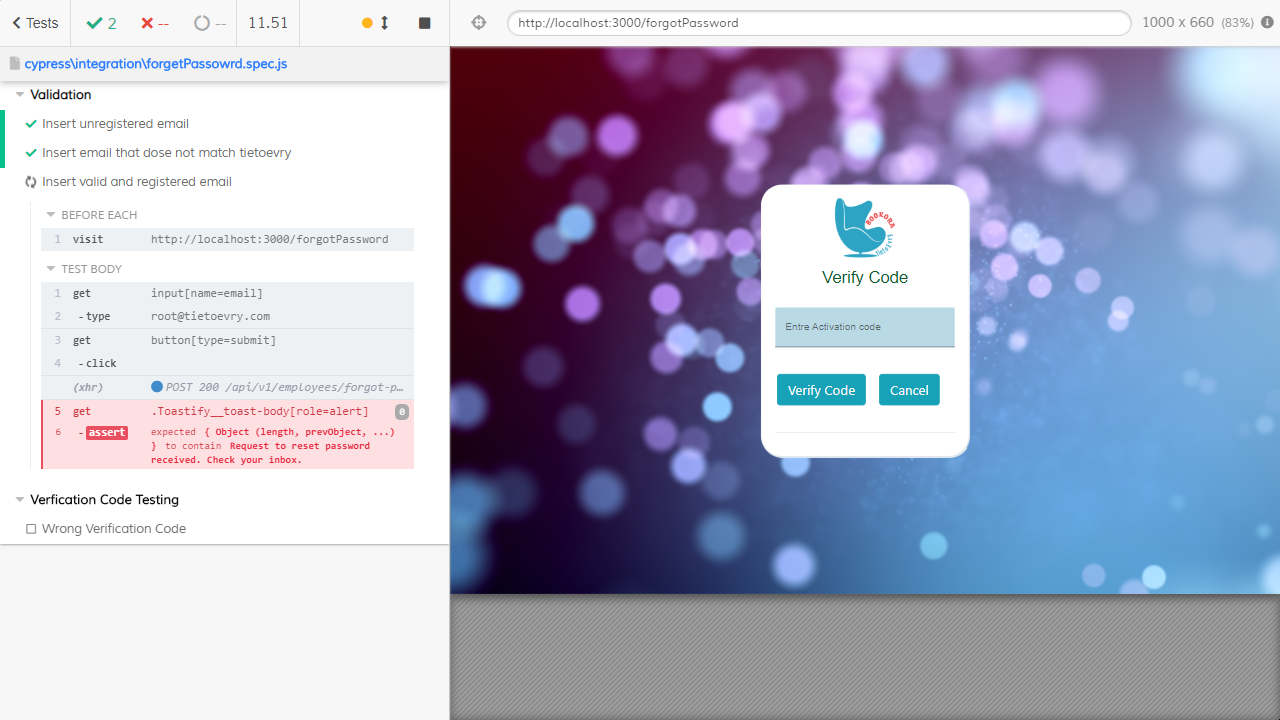 Tests
2
--
--
11.51
cypress\integration\forgetPassowrd.spec.js
Validation
Insert unregistered email
Insert email that dose not match tietoevry
Insert valid and registered email
BEFORE EACH
1 visit http://localhost:3000/forgotPassword
TEST BODY
1 get input[name=email]
2 -type root@tietoevry.com
3 get button[type=submit]
4 -click
(xhr) POST 200 /api/v1/employees/forgot-p…
5 get .Toastify__toast-body[role=alert] 0
6 -assert expected { Object (length, prevObject, ...)
} to contain Request to reset password
received. Check your inbox.
Verfication Code Testing
Wrong Verification Code
http://localhost:3000/forgotPassword
1000 x 660 (83%)
BOOKORA
tietoevry
Verify Code
Entre Activation code
Verify Code
Cancel